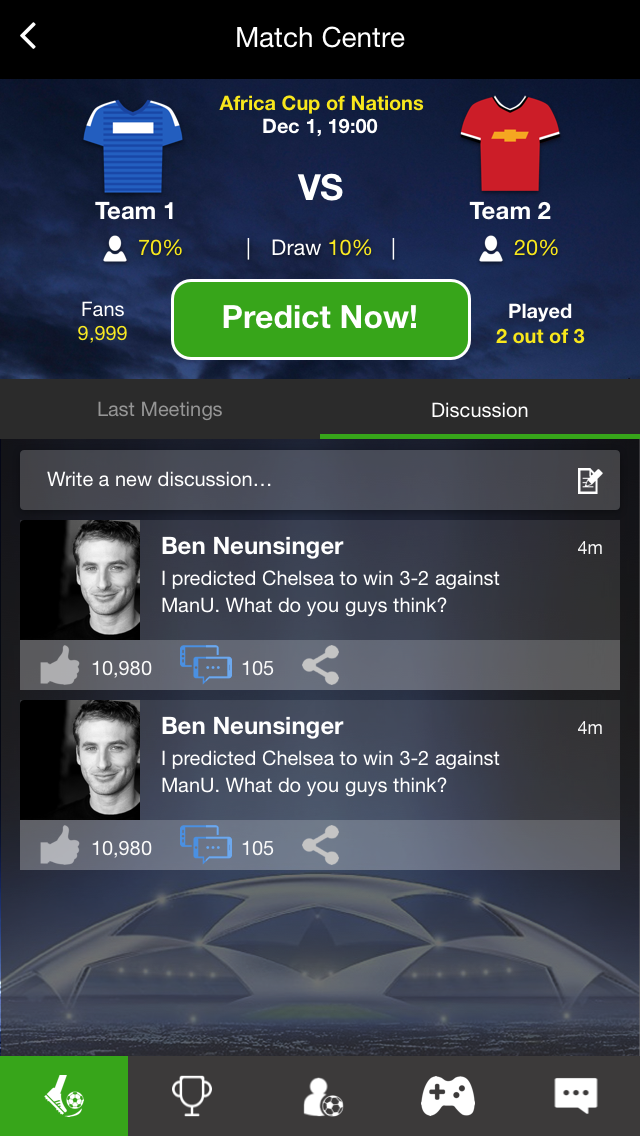 Match Centre
Africa Cup of Nations
Dec 1, 19:00
VS
Team 1
Team 2
70%
| Draw 10% |
20%
Fans
9,999
Predict Now!
Played
2 out of 3
Last Meetings
Discussion
Write a new discussion...
Ben Neunsinger
4m
I predicted Chelsea to win 3-2 against
ManU. What do you guys think?
10,980
105
Ben Neunsinger
4m
I predicted Chelsea to win 3-2 against
ManU. What do you guys think?
10,980
105